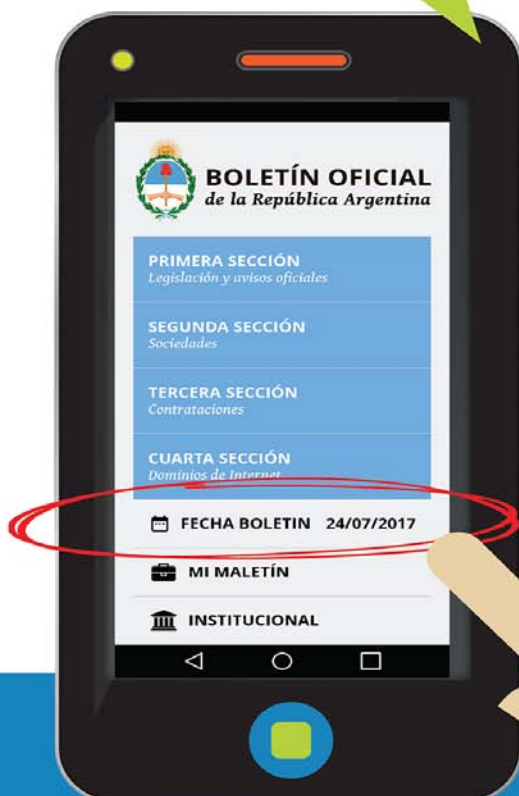 BOLETÍN OFICIAL
de la República Argentina
PRIMERA SECCIÓN
Legislación y avisos oficiales
SEGUNDA SECCIÓN
Sociedades
TERCERA SECCIÓN
Contrataciones
CUARTA SECCIÓN
Dominios de Internet
FECHA BOLETIN 24/07/2017
MI MALETÍN
INSTITUCIONAL